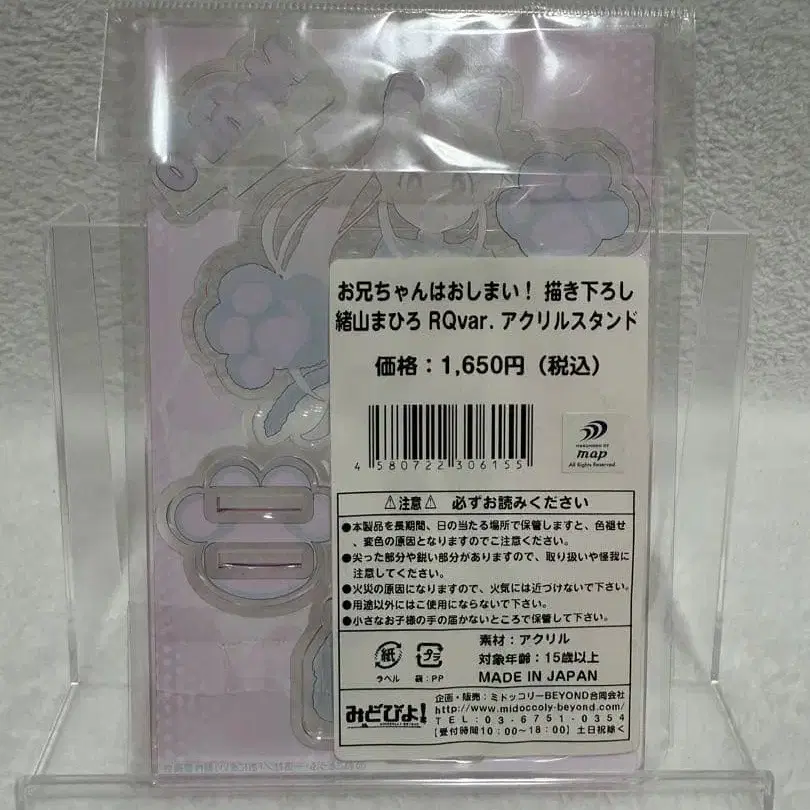 お兄ちゃんはおしまい！ 描き下ろし
緒山まひろ RQvar. アクリルスタンド
価格：1,650円（税込）
4 580722 306155
map
All Rights Reserved
⚠注意⚠ 必ずお読みください
●本製品を長期間、日の当たる場所で保管しますと、色褪せ
、変色の原因となりますのでご注意ください。
●尖った部分や鋭い部分がありますので、取り扱いや怪我に
注意してください。
●火災の原因になりますので、火気には近づけないで下さい。
●用途以外にはご使用にならないで下さい。
●小さなお子様の手の届かないところで保管して下さい。
紙
ラベル
プラ
袋：PP
素材：アクリル
対象年齢：15歳以上
MADE IN JAPAN
みどびよ！
企画・販売：ミドッコリーBEYOND合同会社
http://www.midoccoly-beyond.com/
TEL：03-6751-0354
【受付時間10:00～18:00】土日祝除く